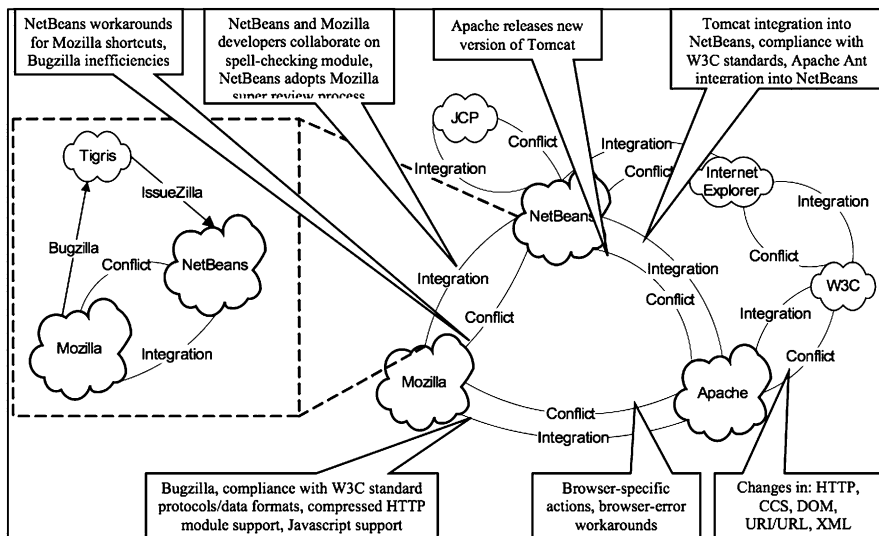 NetBeans workarounds
for Mozilla shortcuts,
Bugzilla inefficiencies
NetBeans and Mozilla
developers collaborate on
spell-checking module,
NetBeans adopts Mozilla
super review process
Apache releases new
version of Tomcat
Tomcat integration into
NetBeans, compliance with
W3C standards, Apache Ant
integration into NetBeans
Tigris
IssueZilla
Bugzilla
Conflict
NetBeans
Mozilla
Integration
JCP
Conflict
Integration
NetBeans
Integration
Conflict
Internet
Explorer
Integration
Conflict
W3C
Integration
Conflict
Integration
Conflict
Integration
Conflict
Mozilla
Apache
Conflict
Integration
Bugzilla, compliance with W3C standard
protocols/data formats, compressed HTTP
module support, Javascript support
Browser-specific
actions, browser-error
workarounds
Changes in: HTTP,
CCS, DOM,
URI/URL, XML